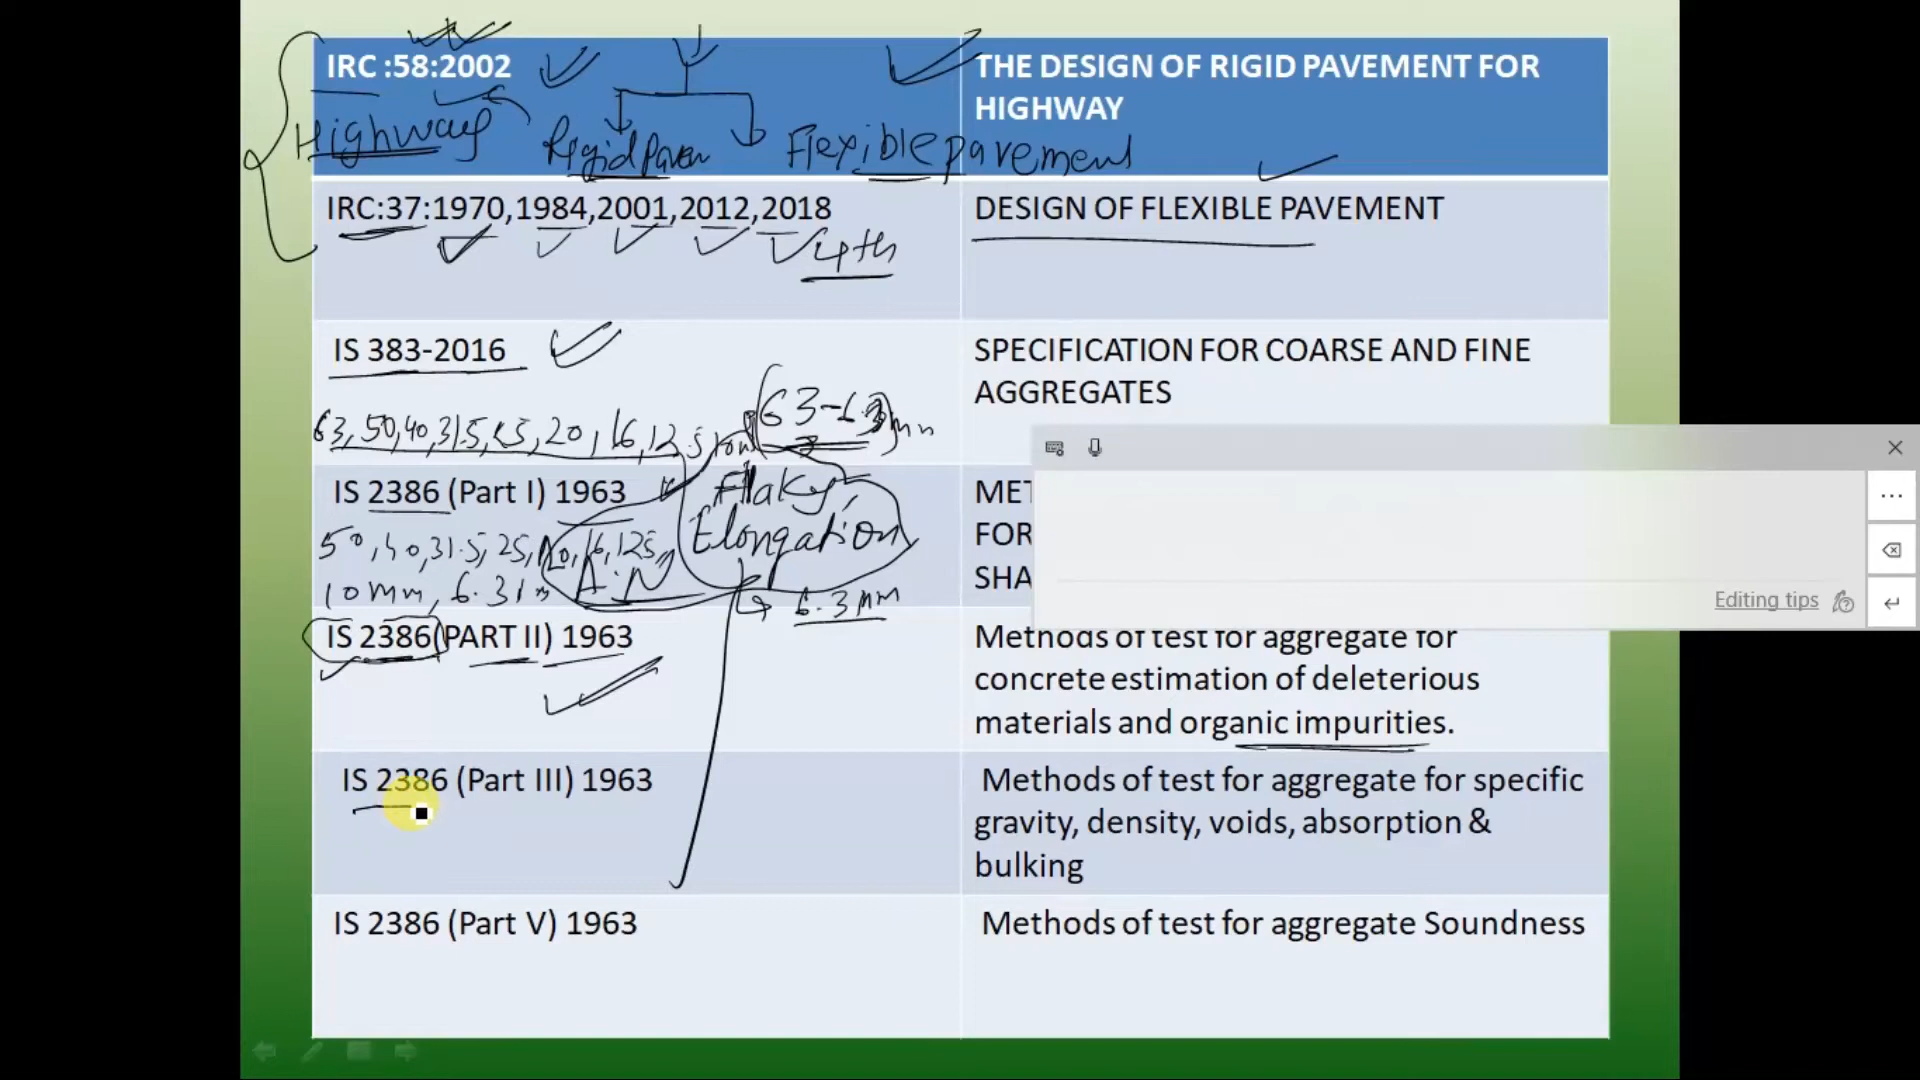 IRC :58:2002
THE DESIGN OF RIGID PAVEMENT FOR
HIGHWAY
Highway
Rigid Paven
Flexible pavement
IRC:37:1970,1984,2001,2012,2018
DESIGN OF FLEXIBLE PAVEMENT
4th
IS 383-2016
SPECIFICATION FOR COARSE AND FINE
AGGREGATES
63, 50, 40, 31.5, 25, 20, 16, 12.5
IS 2386 (Part I) 1963
MET
FOR
SHA
Flaky
Elongation
50, 40, 31.5, 25, 20, 16, 12.5
10 mm, 6.3
A.N
6.3 mm
Editing tips
IS 2386(PART II) 1963
Methods of test for aggregate for
concrete estimation of deleterious
materials and organic impurities.
IS 2386 (Part III) 1963
Methods of test for aggregate for specific
gravity, density, voids, absorption &
bulking
IS 2386 (Part V) 1963
Methods of test for aggregate Soundness